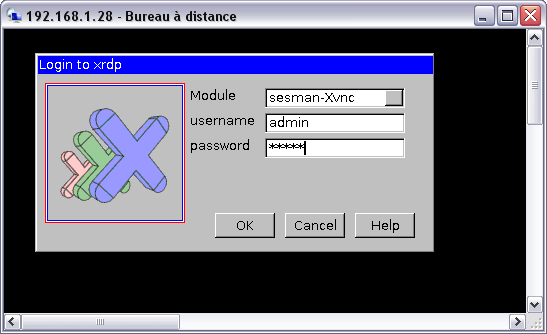 192.168.1.28 - Bureau à distance
Login to xrdp
Module sesman-Xvnc
username admin
password *****
OK Cancel Help